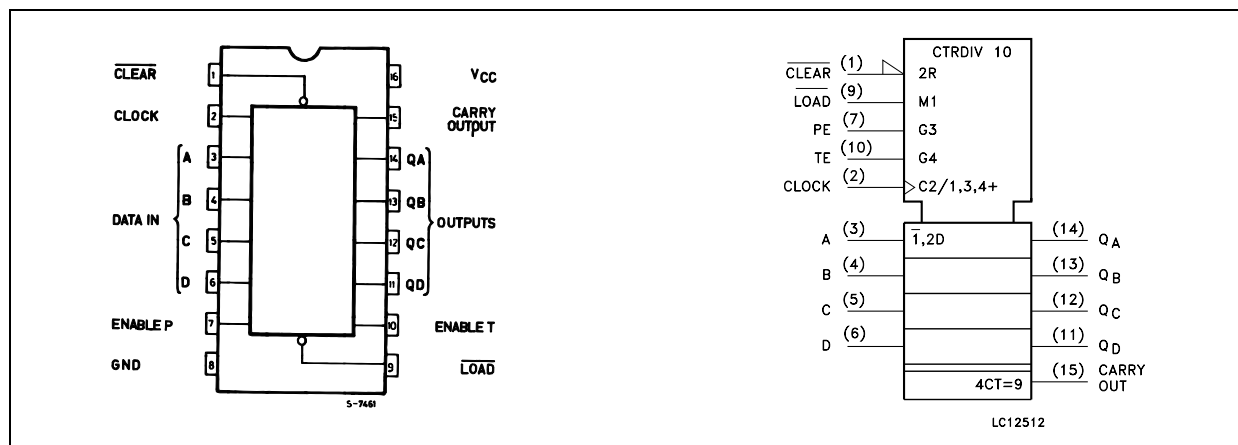 CLEAR
1
16
VCC
CLOCK
2
15
CARRY
OUTPUT
A
3
14
QA
B
4
13
QB
DATA IN
OUTPUTS
C
5
12
QC
D
6
11
QD
ENABLE P
7
10
ENABLE T
GND
8
9
LOAD
S-7461
CTRDIV 10
CLEAR (1) 2R
LOAD (9) M1
PE (7) G3
TE (10) G4
CLOCK (2) C2/1,3,4+
A (3) 1,2D (14) QA
B (4) (13) QB
C (5) (12) QC
D (6) (11) QD
4CT=9 (15) CARRY
OUT
LC12512